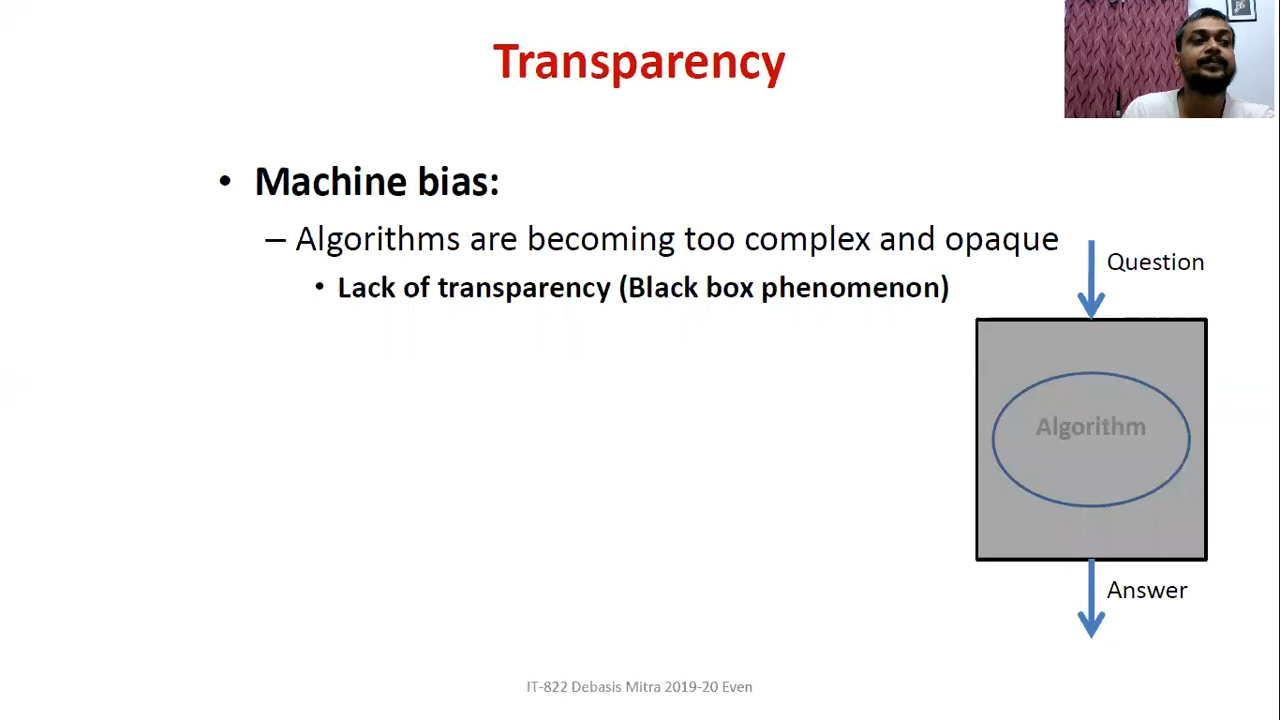 Transparency
• Machine bias:
– Algorithms are becoming too complex and opaque
• Lack of transparency (Black box phenomenon)
Question
Algorithm
Answer
IT-822 Debasis Mitra 2019-20 Even